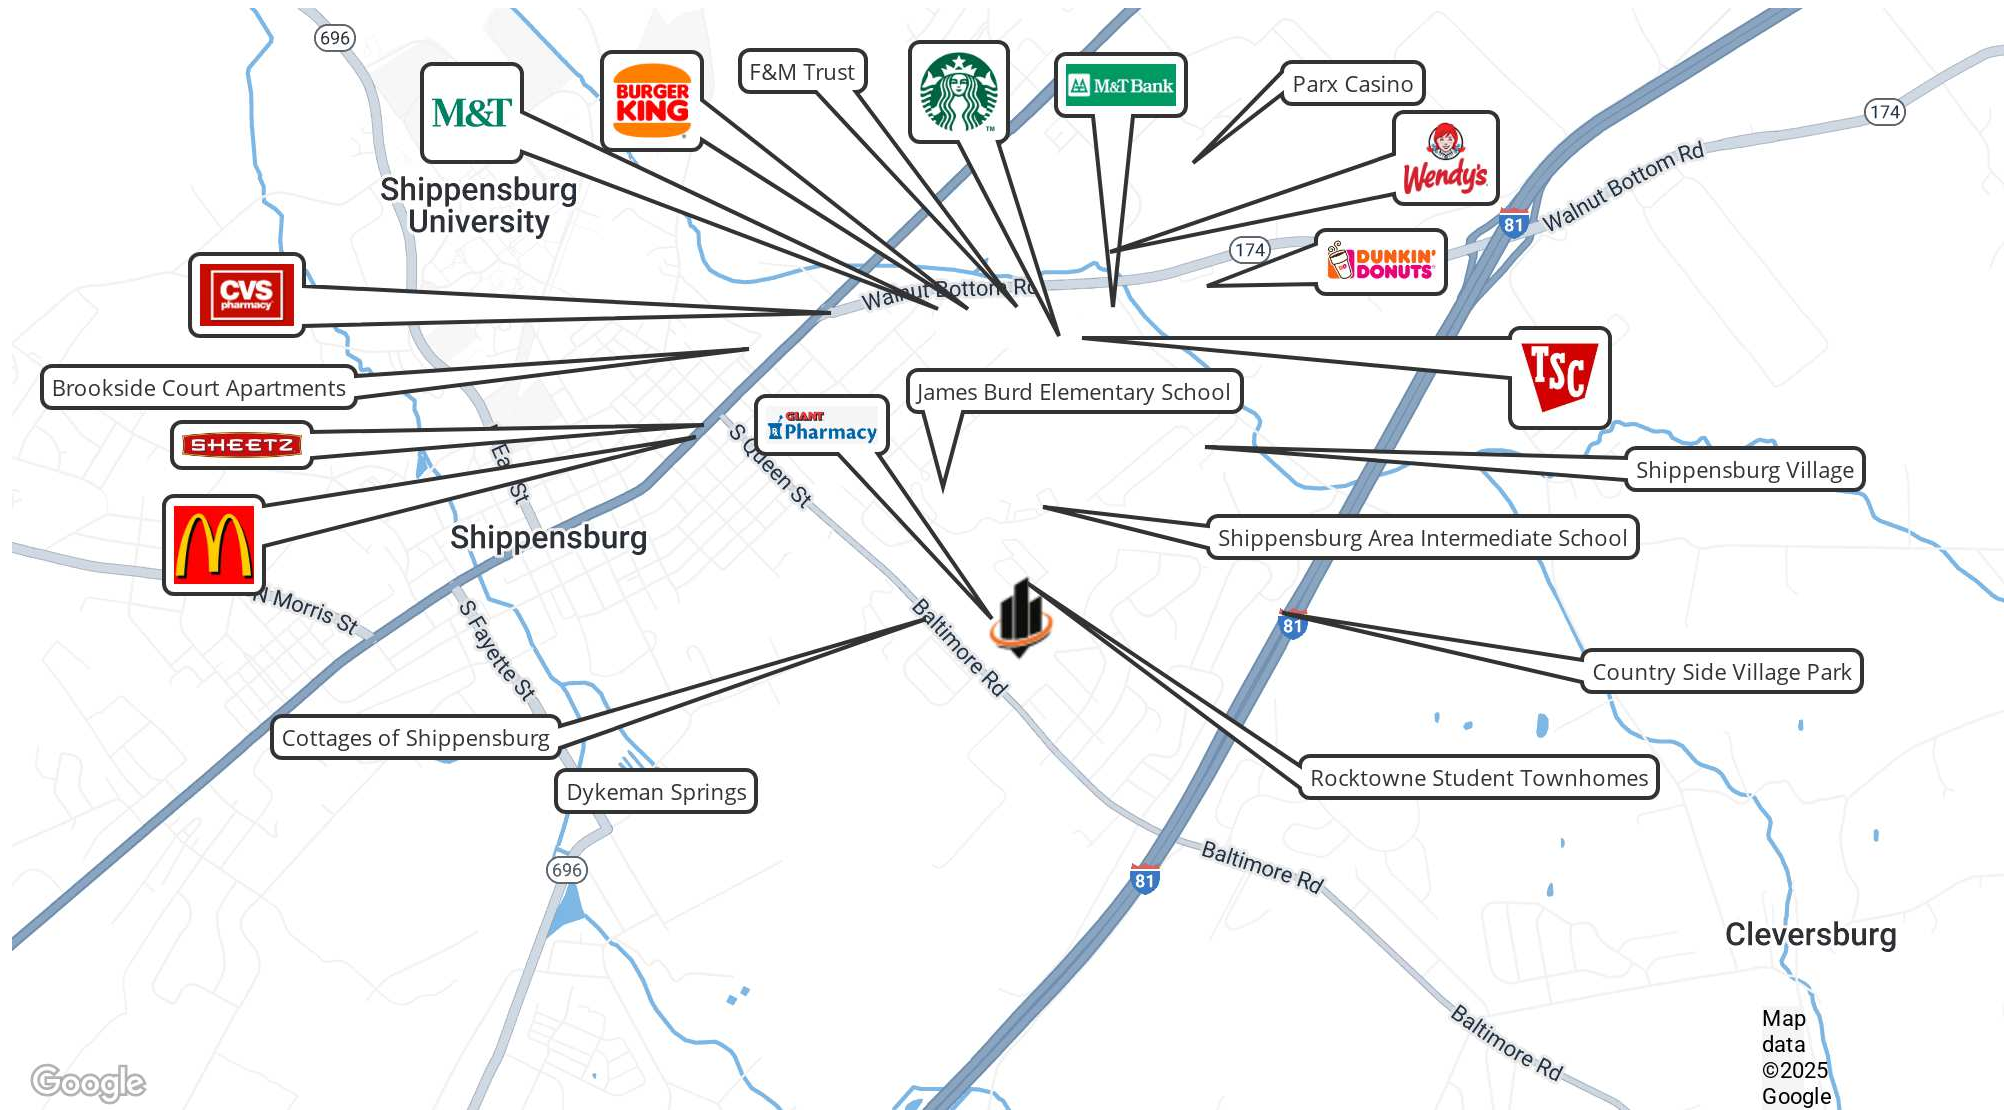 696
F&M Trust
M&T Bank
Parx Casino
M&T
BURGER
KING
TM
174
Wendy's
Shippensburg
University
Walnut Bottom Rd
81
174
DUNKIN'
DONUTS
CVS
pharmacy
Walnut Bottom Rd
TSC
Brookside Court Apartments
James Burd Elementary School
GIANT
Pharmacy
SHEETZ
S Queen St
Shippensburg Village
Shippensburg
Shippensburg Area Intermediate School
N Morris St
S Fayette St
Baltimore Rd
81
Country Side Village Park
Cottages of Shippensburg
Dykeman Springs
Rocktowne Student Townhomes
696
81
Baltimore Rd
Cleversburg
Baltimore Rd
Map
data
©2025
Google
Google